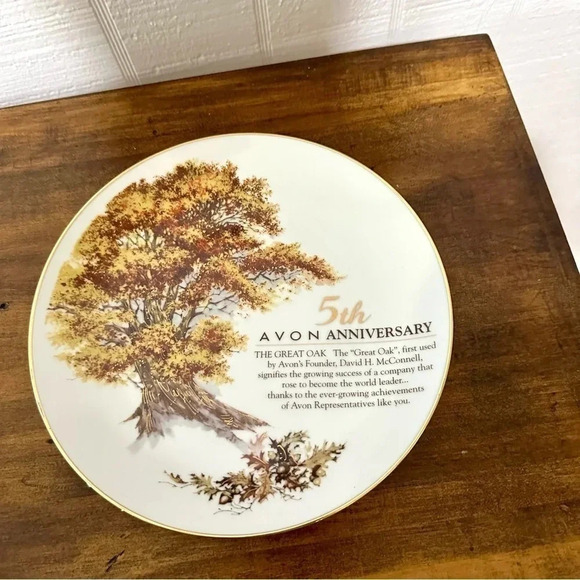 5th
AVON ANNIVERSARY
THE GREAT OAK The "Great Oak", first used
by Avon's Founder, David H. McConnell,
signifies the growing success of a company that
rose to become the world leader...
thanks to the ever-growing achievements
of Avon Representatives like you.